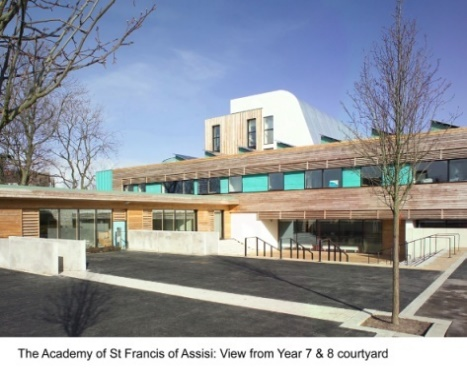 The Academy of St Francis of Assisi: View from Year 7 & 8 courtyard